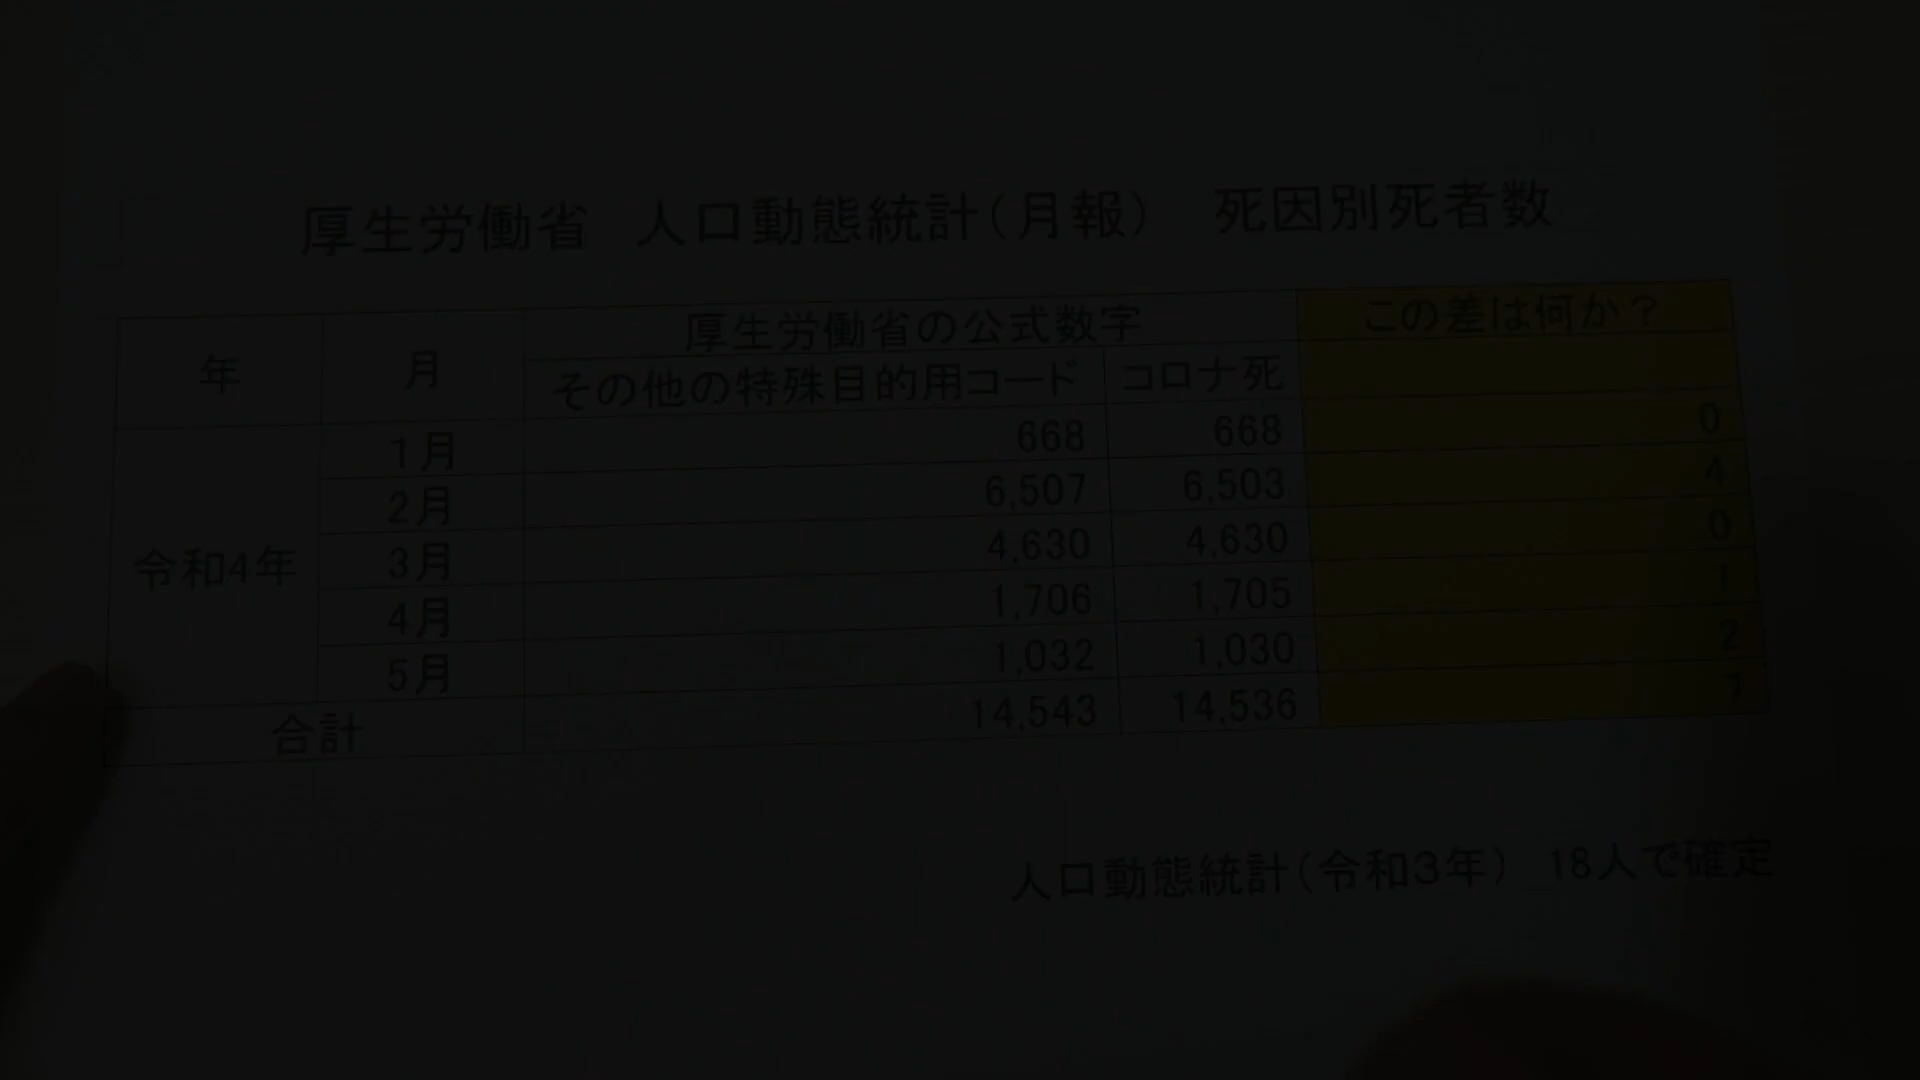 厚生労働省　人口動態統計(月報)　死因別死者数
年 月 厚生労働省の公式数字 この差は何か?
その他の特殊目的用コード コロナ死
令和4年 1月 668 668 0
2月 6,507 6,503 4
3月 4,630 4,630 0
4月 1,706 1,705 1
5月 1,032 1,030 2
合計 14,543 14,536 7
人口動態統計(令和3年)　18人で確定